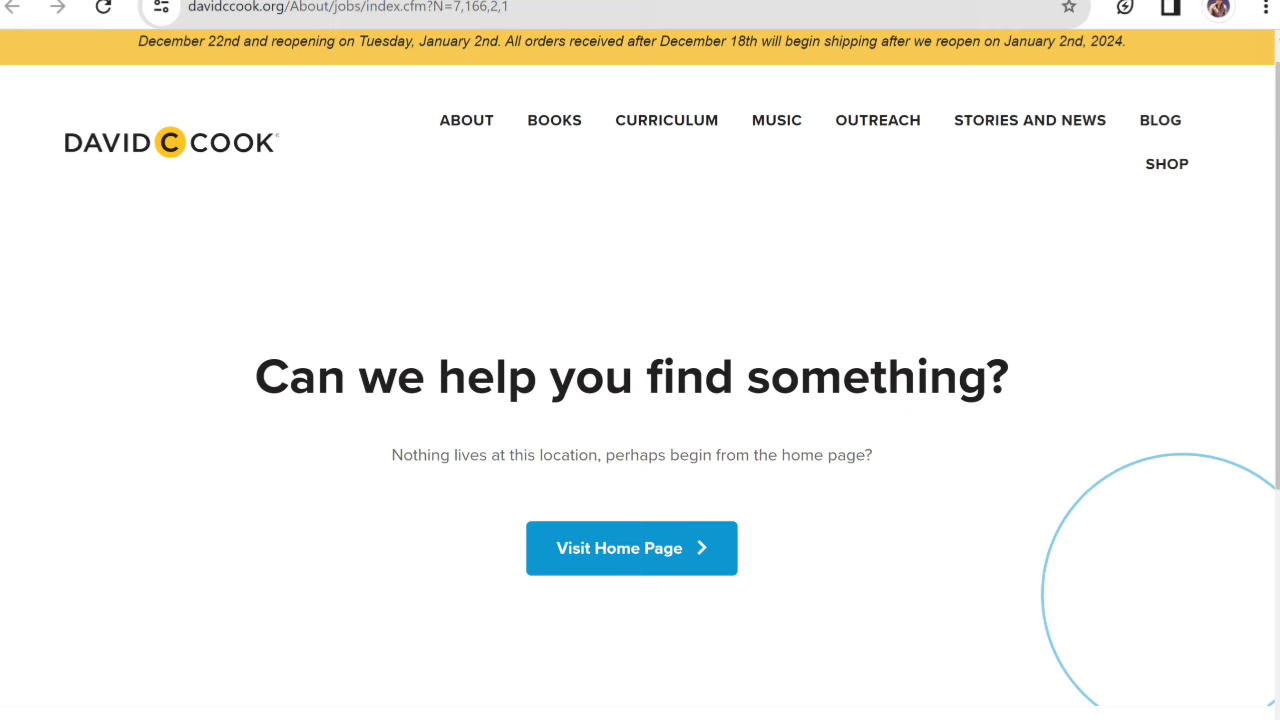 davidccook.org/About/jobs/index.cfm?N=7,166,2,1
December 22nd and reopening on Tuesday, January 2nd. All orders received after December 18th will begin shipping after we reopen on January 2nd, 2024.
DAVID C COOK
ABOUT BOOKS CURRICULUM MUSIC OUTREACH STORIES AND NEWS BLOG
SHOP
Can we help you find something?
Nothing lives at this location, perhaps begin from the home page?
Visit Home Page